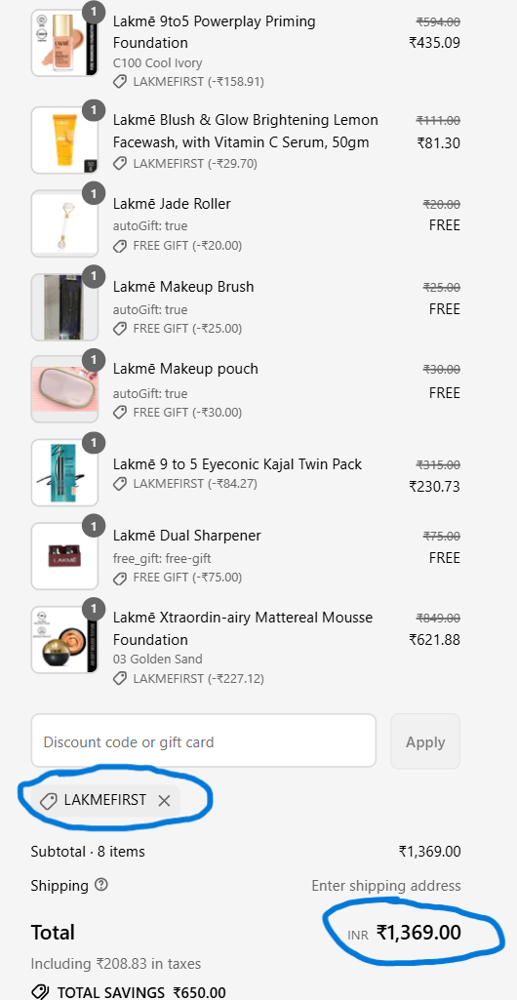 1
Lakmē 9to5 Powerplay Priming ₹594.00
Foundation ₹435.09
C100 Cool Ivory
LAKMEFIRST (-₹158.91)
1
Lakmē Blush & Glow Brightening Lemon ₹111.00
Facewash, with Vitamin C Serum, 50gm ₹81.30
LAKMEFIRST (-₹29.70)
1
Lakmē Jade Roller ₹20.00
autoGift: true FREE
FREE GIFT (-₹20.00)
1
Lakmē Makeup Brush ₹25.00
autoGift: true FREE
FREE GIFT (-₹25.00)
1
Lakmē Makeup pouch ₹30.00
autoGift: true FREE
FREE GIFT (-₹30.00)
1
Lakmē 9 to 5 Eyeconic Kajal Twin Pack ₹315.00
LAKMEFIRST (-₹84.27) ₹230.73
1
LAKMĒ
Lakmē Dual Sharpener ₹75.00
free_gift: free-gift FREE
FREE GIFT (-₹75.00)
1
Lakmē Xtraordin-airy Mattereal Mousse ₹849.00
Foundation ₹621.88
03 Golden Sand
LAKMEFIRST (-₹227.12)
Discount code or gift card Apply
LAKMEFIRST
Subtotal · 8 items ₹1,369.00
Shipping Enter shipping address
Total INR ₹1,369.00
Including ₹208.83 in taxes
TOTAL SAVINGS ₹650.00